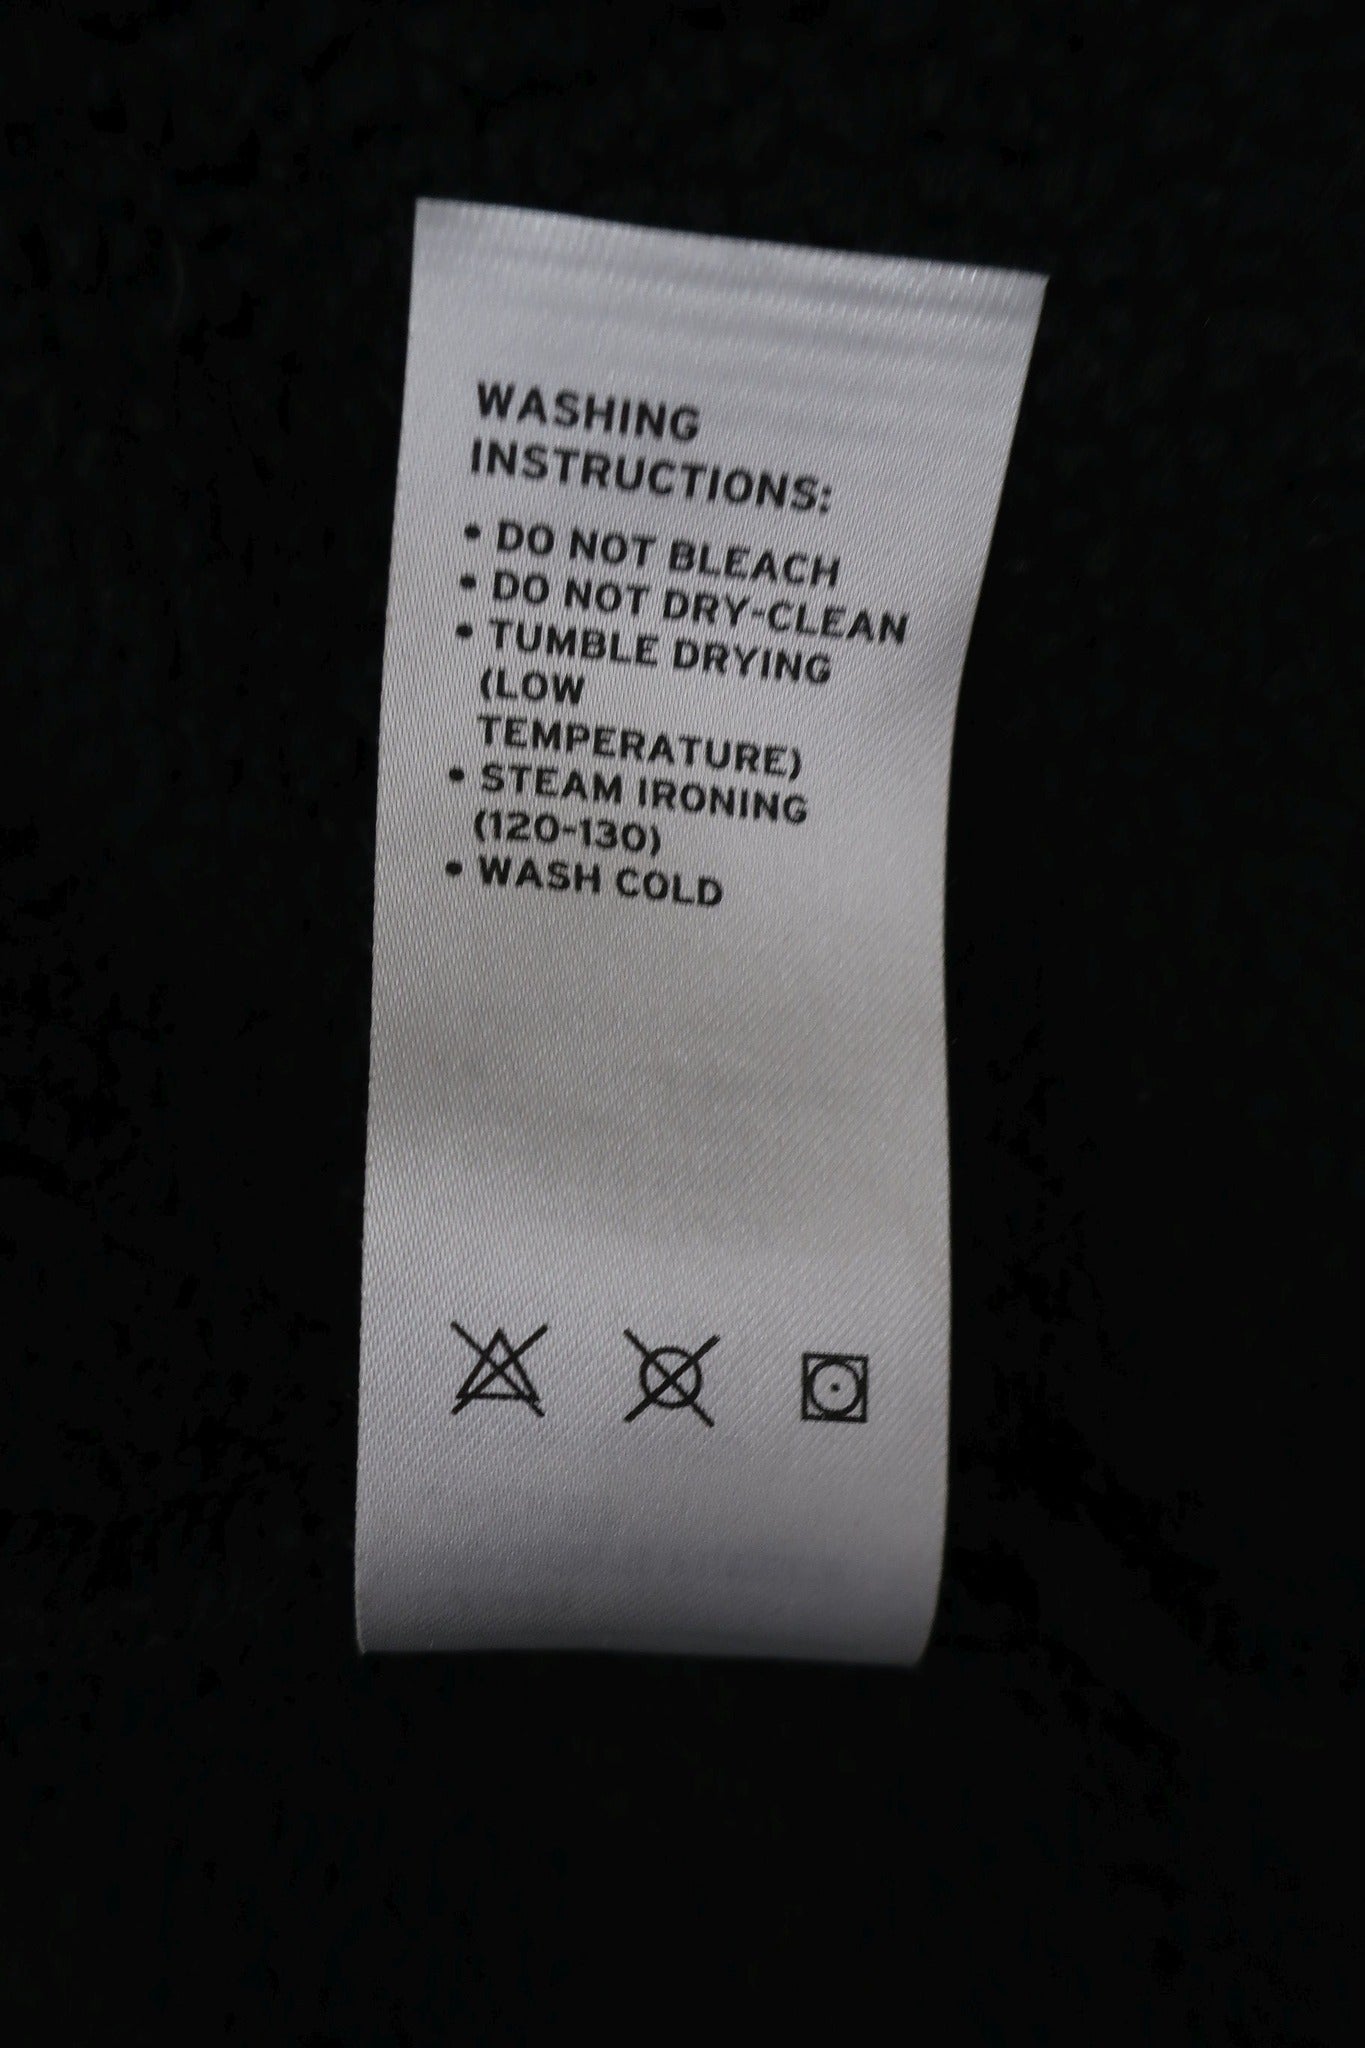 WASHING
INSTRUCTIONS:
• DO NOT BLEACH
• DO NOT DRY-CLEAN
• TUMBLE DRYING
(LOW
TEMPERATURE)
• STEAM IRONING
(120-130)
• WASH COLD